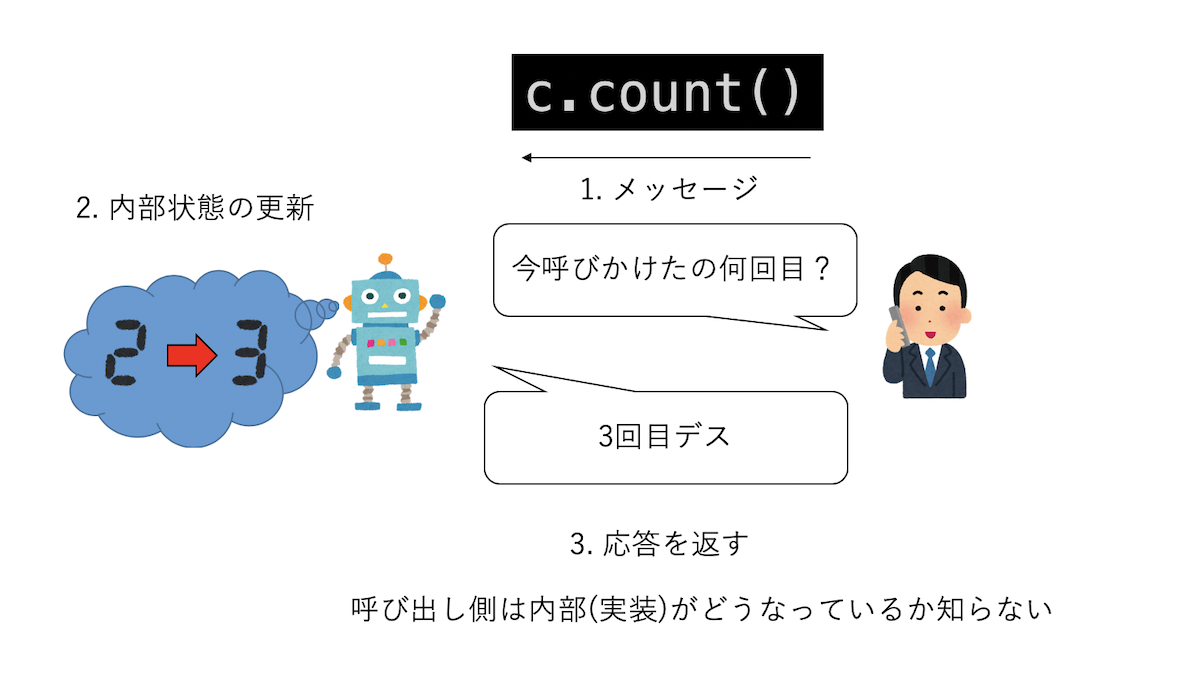 c.count()
1. メッセージ
2. 内部状態の更新
今呼びかけたの何回目？
2 3
3回目デス
3. 応答を返す
呼び出し側は内部(実装)がどうなっているか知らない